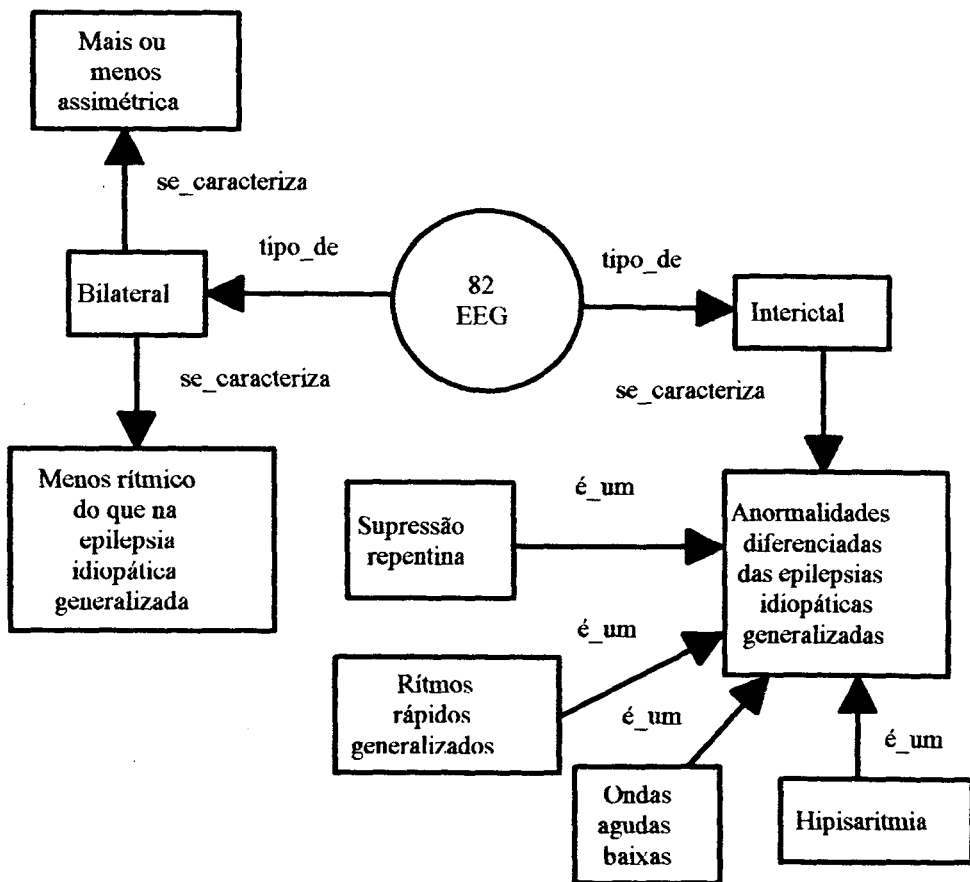 Mais ou
menos
assimétrica
se_caracteriza
tipo_de
Bilateral
82
EEG
tipo_de
Interictal
se_caracteriza
se_caracteriza
Menos rítmico
do que na
epilepsia
idiopática
generalizada
é_um
Supressão
repentina
Anormalidades
diferenciadas
das epilepsias
idiopáticas
generalizadas
é_um
Rítmos
rápidos
generalizados
é_um
é_um
Ondas
agudas
baixas
Hipisaritmia